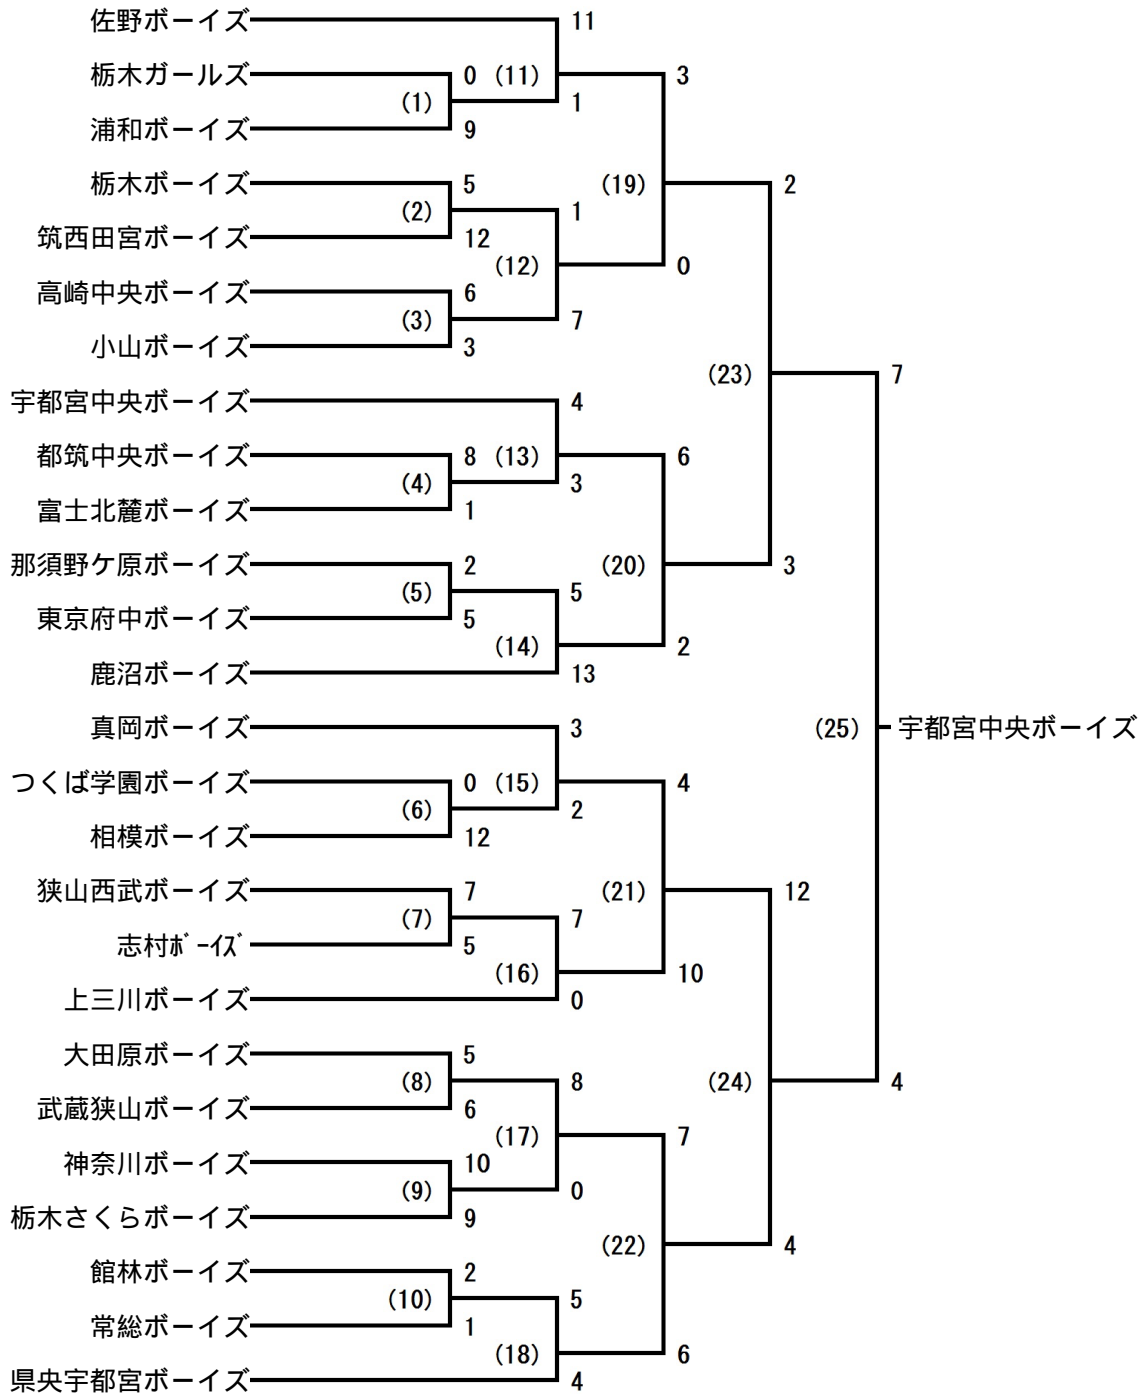 佐野ボーイズ 11
栃木ガールズ 0 (11) 3
(1) 1
浦和ボーイズ 9
栃木ボーイズ 5 (19) 2
(2) 1
筑西田宮ボーイズ 12
(12) 0
高崎中央ボーイズ 6
(3) 7
小山ボーイズ 3
(23) 7
宇都宮中央ボーイズ 4
都筑中央ボーイズ 8 (13) 6
(4) 3
富士北麓ボーイズ 1
那須野ケ原ボーイズ 2 (20) 3
(5) 5
東京府中ボーイズ 5
(14) 2
鹿沼ボーイズ 13
真岡ボーイズ 3 (25) 宇都宮中央ボーイズ
つくば学園ボーイズ 0 (15) 4
(6) 2
相模ボーイズ 12
狭山西武ボーイズ 7 (21) 12
(7) 7
志村ﾎﾞｰｲｽﾞ 5
(16) 10
上三川ボーイズ 0
大田原ボーイズ 5
(8) 8 (24) 4
武蔵狭山ボーイズ 6
(17) 7
神奈川ボーイズ 10
(9) 0
栃木さくらボーイズ 9
(22) 4
館林ボーイズ 2
(10) 5
常総ボーイズ 1
(18) 6
県央宇都宮ボーイズ 4